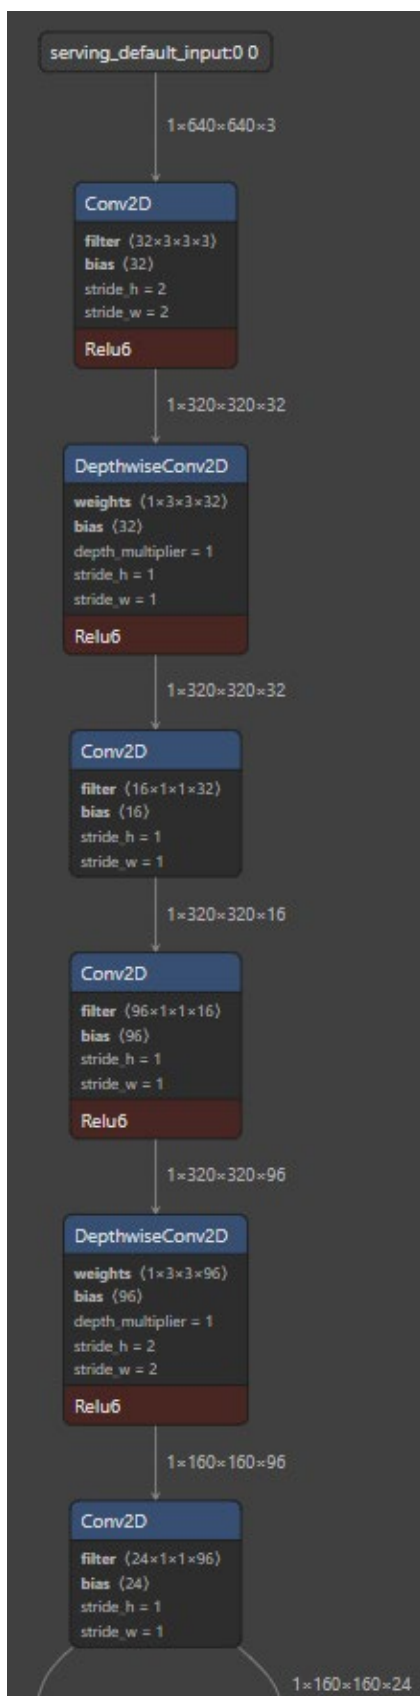 serving_default_input:0 0
1×640×640×3
Conv2D
filter ⟨32×3×3×3⟩
bias ⟨32⟩
stride_h = 2
stride_w = 2
Relu6
1×320×320×32
DepthwiseConv2D
weights ⟨1×3×3×32⟩
bias ⟨32⟩
depth_multiplier = 1
stride_h = 1
stride_w = 1
Relu6
1×320×320×32
Conv2D
filter ⟨16×1×1×32⟩
bias ⟨16⟩
stride_h = 1
stride_w = 1
1×320×320×16
Conv2D
filter ⟨96×1×1×16⟩
bias ⟨96⟩
stride_h = 1
stride_w = 1
Relu6
1×320×320×96
DepthwiseConv2D
weights ⟨1×3×3×96⟩
bias ⟨96⟩
depth_multiplier = 1
stride_h = 2
stride_w = 2
Relu6
1×160×160×96
Conv2D
filter ⟨24×1×1×96⟩
bias ⟨24⟩
stride_h = 1
stride_w = 1
1×160×160×24